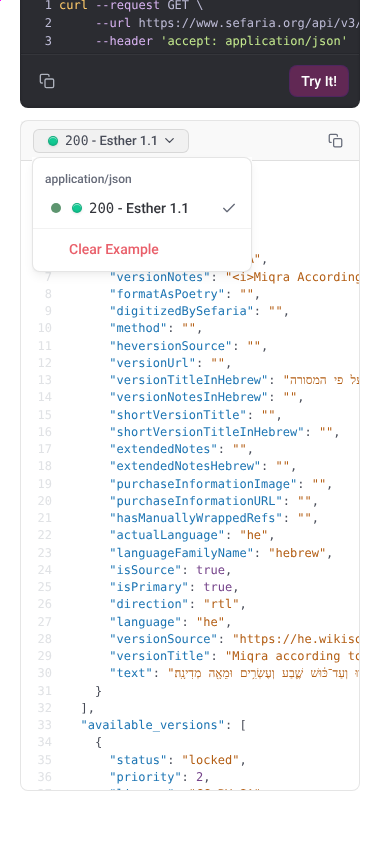 1 curl --request GET \
2      --url https://www.sefaria.org/api/v3/
3      --header 'accept: application/json'
Try It!
200 - Esther 1.1
application/json
200 - Esther 1.1
Clear Example
7 "versionNotes": "<i>Miqra According
8 "formatAsPoetry": "",
9 "digitizedBySefaria": "",
10 "method": "",
11 "heversionSource": "",
12 "versionUrl": "",
13 "versionTitleInHebrew": "על פי המסורה
14 "versionNotesInHebrew": "",
15 "shortVersionTitle": "",
16 "shortVersionTitleInHebrew": "",
17 "extendedNotes": "",
18 "extendedNotesHebrew": "",
19 "purchaseInformationImage": "",
20 "purchaseInformationURL": "",
21 "hasManuallyWrappedRefs": "",
22 "actualLanguage": "he",
23 "languageFamilyName": "hebrew",
24 "isSource": true,
25 "isPrimary": true,
26 "direction": "rtl",
27 "language": "he",
28 "versionSource": "https://he.wikiso
29 "versionTitle": "Miqra according to
30 "text": "וְעַד־כּ֔וּשׁ שֶׁ֛בַע וְעֶשְׂרִ֥ים וּמֵאָ֖ה מְדִינָֽה׃
31 }
32 ],
33 "available_versions": [
34 {
35 "status": "locked",
36 "priority": 2,